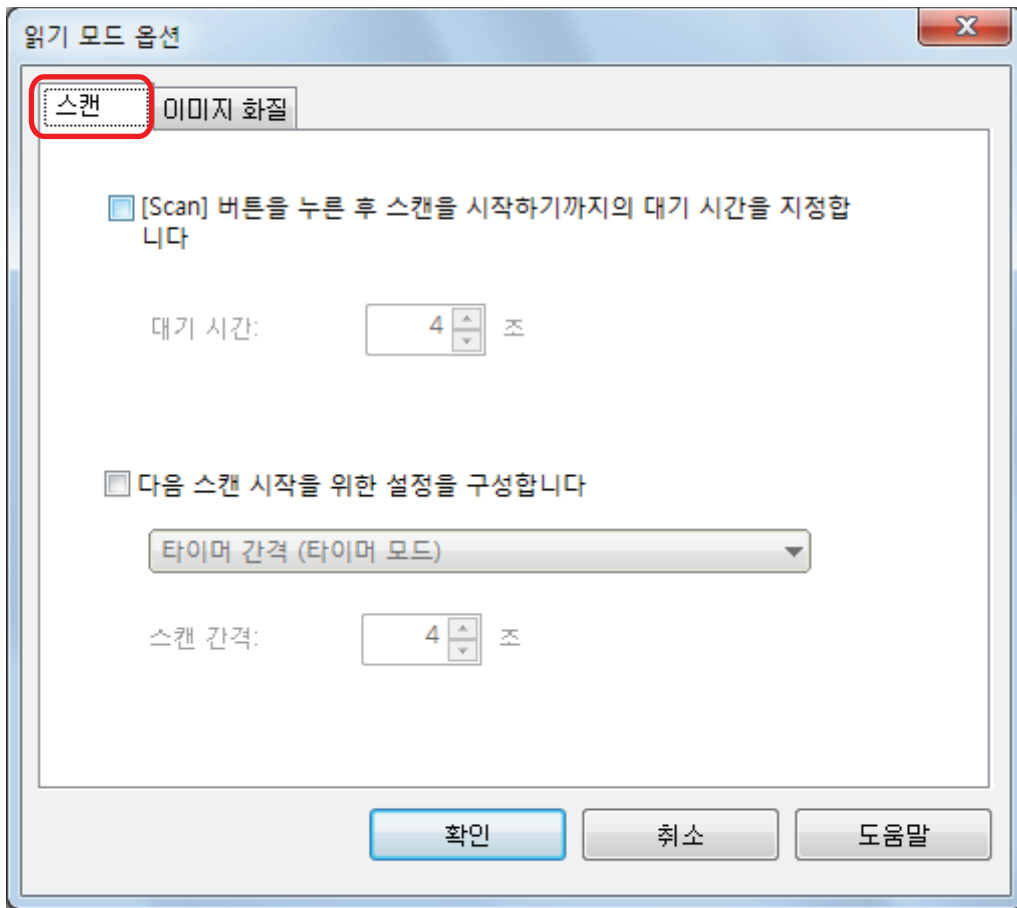 읽기 모드 옵션
스캔
이미지 화질
[Scan] 버튼을 누른 후 스캔을 시작하기까지의 대기 시간을 지정합
니다
대기 시간:
4
조
다음 스캔 시작을 위한 설정을 구성합니다
타이머 간격 (타이머 모드)
스캔 간격:
4
조
확인
취소
도움말